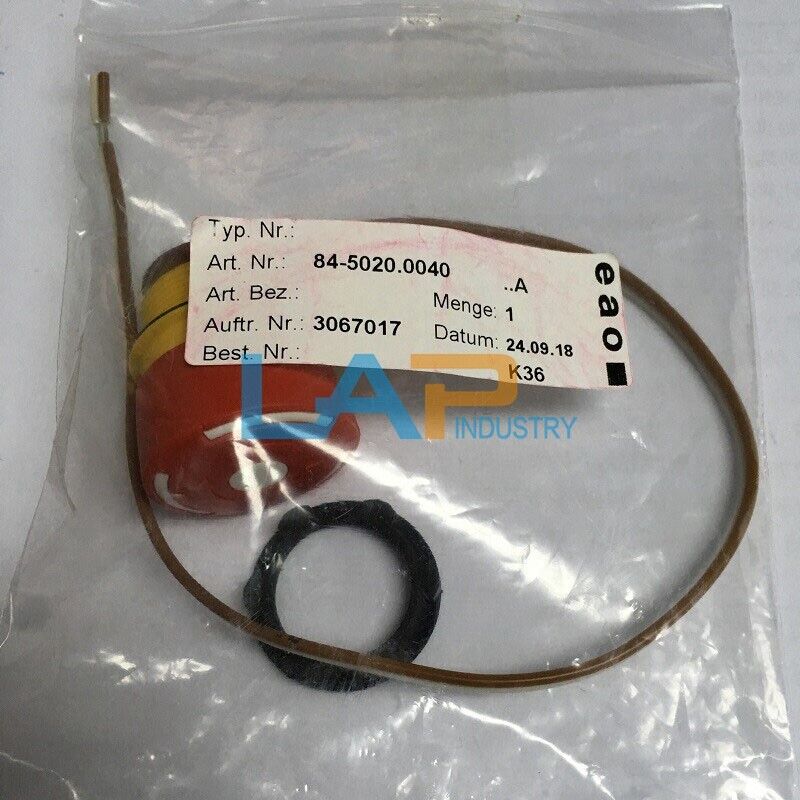 Typ. Nr.:
Art. Nr.: 84-5020.0040 ..A
Art. Bez.:
Menge: 1
Auftr. Nr.: 3067017
Datum: 24.09.18
Best. Nr.:
K36
eao
LAP
INDUSTRY